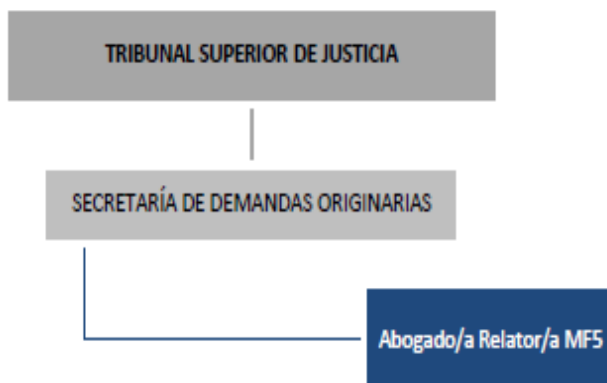 TRIBUNAL SUPERIOR DE JUSTICIA
SECRETARÍA DE DEMANDAS ORIGINARIAS
Abogado/a Relator/a MF5